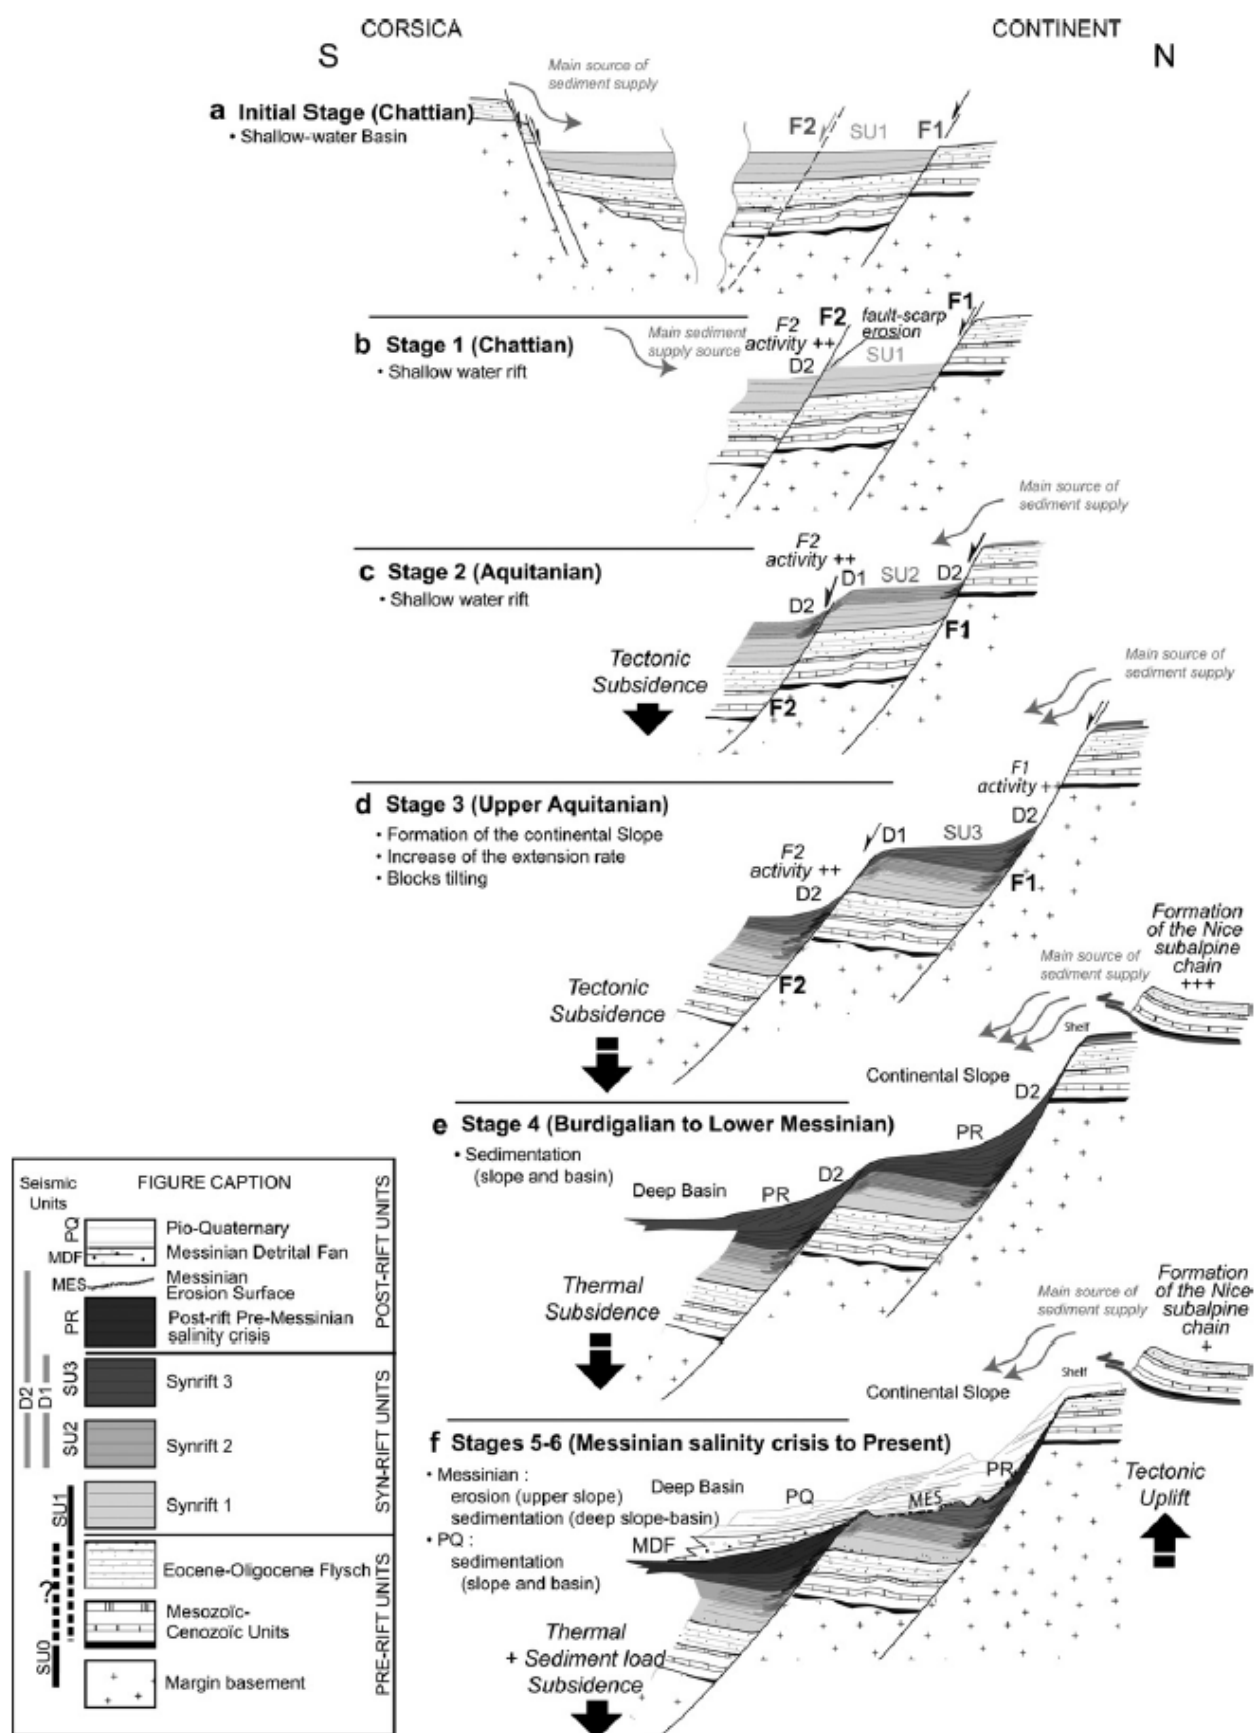 CORSICA
CONTINENT
S
N
Main source of
sediment supply
a Initial Stage (Chattian)
• Shallow-water Basin
F2
SU1
F1
b Stage 1 (Chattian)
• Shallow water rift
Main sediment
supply source
F2
activity ++
F2
fault-scarp
erosion
F1
D2
SU1
Main source of
sediment supply
c Stage 2 (Aquitanian)
• Shallow water rift
F2
activity ++
D1
SU2
D2
D2
F1
Tectonic
Subsidence
F2
Main source of
sediment supply
d Stage 3 (Upper Aquitanian)
• Formation of the continental Slope
• Increase of the extension rate
• Blocks tilting
F1
activity ++
D2
D1
SU3
F2
activity ++
D2
F1
F2
Tectonic
Subsidence
Formation
of the Nice
subalpine
chain
+++
Main source of
sediment supply
Shelf
Continental Slope
D2
e Stage 4 (Burdigalian to Lower Messinian)
• Sedimentation
(slope and basin)
PR
D2
Deep Basin
PR
Thermal
Subsidence
Formation
of the Nice
subalpine
chain
+
Main source of
sediment supply
Shelf
Continental Slope
f Stages 5-6 (Messinian salinity crisis to Present)
• Messinian :
erosion (upper slope)
sedimentation (deep slope-basin)
• PQ :
sedimentation
(slope and basin)
Deep Basin
PQ
PR
MES
MDF
Tectonic
Uplift
Thermal
+ Sediment load
Subsidence
Seismic
Units
FIGURE CAPTION
PQ
Pio-Quaternary
MDF
Messinian Detrital Fan
MES
Messinian
Erosion Surface
PR
Post-rift Pre-Messinian
salinity crisis
POST-RIFT UNITS
D2
D1
SU3
Synrift 3
SU2
Synrift 2
SU1
Synrift 1
SYN-RIFT UNITS
?
Eocene-Oligocene Flysch
Mesozoïc-
Cenozoïc Units
SU0
Margin basement
PRE-RIFT UNITS